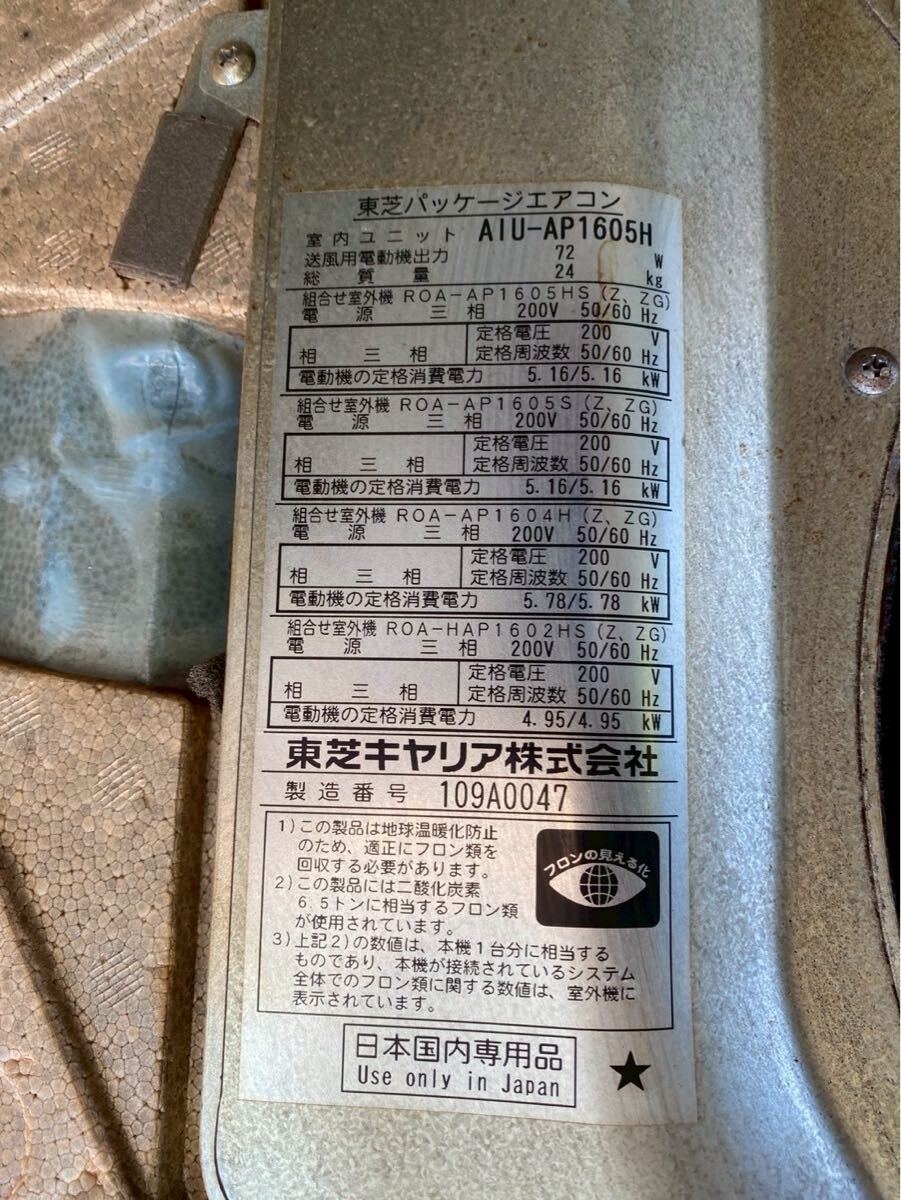 東芝パッケージエアコン
室内ユニット AIU-AP1605H
送風用電動機出力 72 W
総質量 24 kg
組合せ室外機 ROA-AP1605HS (Z、ZG)
電源 三相 200V 50/60 Hz
相 三相 定格電圧 200 V
定格周波数 50/60 Hz
電動機の定格消費電力 5.16/5.16 kW
組合せ室外機 ROA-AP1605S (Z、ZG)
電源 三相 200V 50/60 Hz
相 三相 定格電圧 200 V
定格周波数 50/60 Hz
電動機の定格消費電力 5.16/5.16 kW
組合せ室外機 ROA-AP1604H (Z、ZG)
電源 三相 200V 50/60 Hz
相 三相 定格電圧 200 V
定格周波数 50/60 Hz
電動機の定格消費電力 5.78/5.78 kW
組合せ室外機 ROA-HAP1602HS (Z、ZG)
電源 三相 200V 50/60 Hz
相 三相 定格電圧 200 V
定格周波数 50/60 Hz
電動機の定格消費電力 4.95/4.95 kW
東芝キヤリア株式会社
製造番号 109A0047
1)この製品は地球温暖化防止
のため、適正にフロン類を
回収する必要があります。
2)この製品には二酸化炭素
6.5トンに相当するフロン類
が使用されています。
フロンの見える化
3)上記2)の数値は、本機1台分に相当する
ものであり、本機が接続されているシステム
全体でのフロン類に関する数値は、室外機に
表示されています。
日本国内専用品
Use only in Japan
★